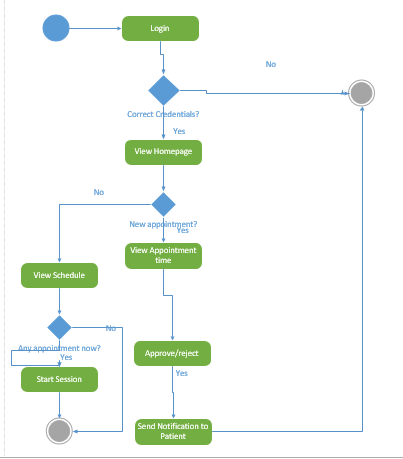 Login
No
Correct Credentials?
Yes
View Homepage
No
New appointment?
Yes
View Appointment
time
View Schedule
No
Any appointment now?
Yes
Approve/reject
Yes
Start Session
Send Notification to
Patient